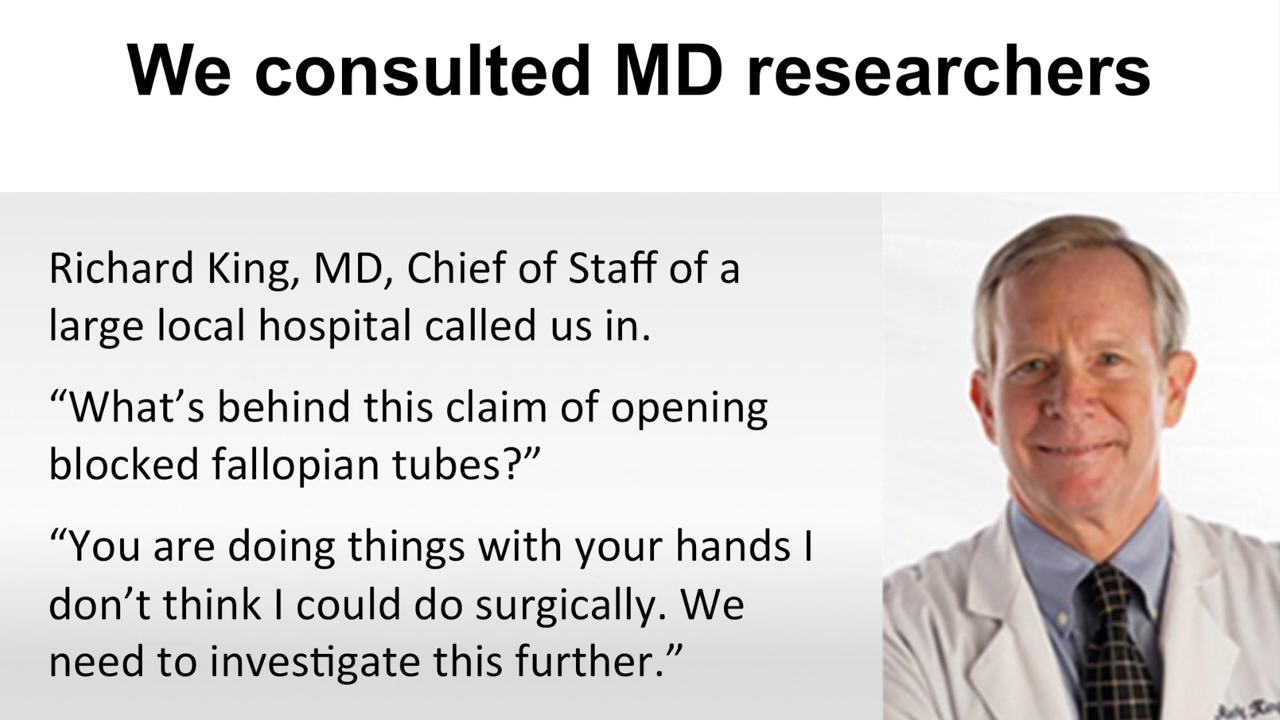 We consulted MD researchers
Richard King, MD, Chief of Staff of a
large local hospital called us in.
“What’s behind this claim of opening
blocked fallopian tubes?”
“You are doing things with your hands I
don’t think I could do surgically. We
need to investigate this further.”